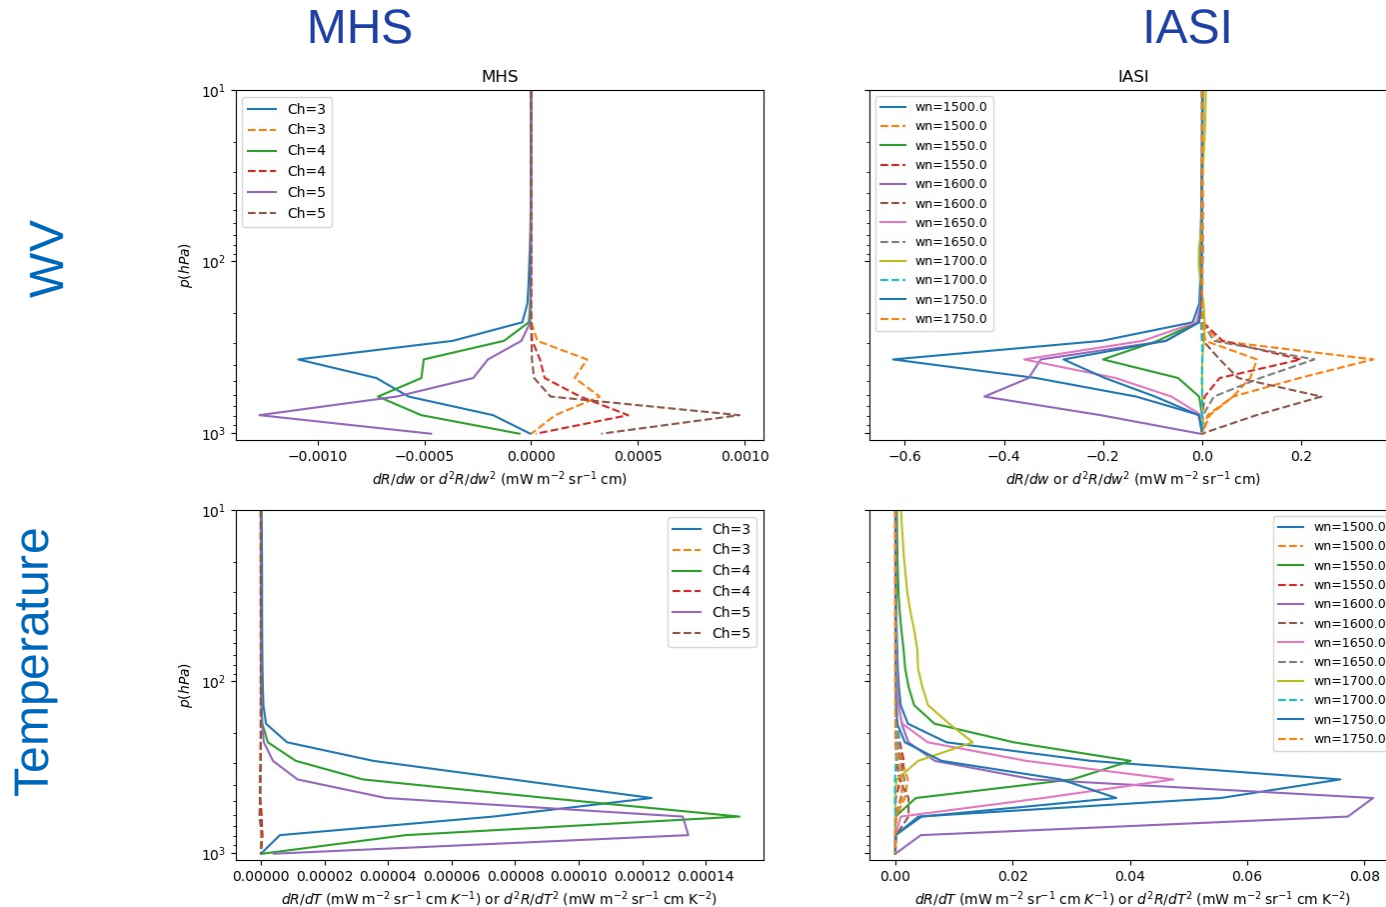 MHS
IASI
WV
Temperature
MHS
10¹
10²
10³
p(hPa)
Ch=3
Ch=3
Ch=4
Ch=4
Ch=5
Ch=5
−0.0010
−0.0005
0.0000
0.0005
0.0010
dR/dw or d²R/dw² (mW m⁻² sr⁻¹ cm)
IASI
wn=1500.0
wn=1500.0
wn=1550.0
wn=1550.0
wn=1600.0
wn=1600.0
wn=1650.0
wn=1650.0
wn=1700.0
wn=1700.0
wn=1750.0
wn=1750.0
−0.6
−0.4
−0.2
0.0
0.2
dR/dw or d²R/dw² (mW m⁻² sr⁻¹ cm)
10¹
10²
10³
p(hPa)
Ch=3
Ch=3
Ch=4
Ch=4
Ch=5
Ch=5
0.00000
0.00002
0.00004
0.00006
0.00008
0.00010
0.00012
0.00014
dR/dT (mW m⁻² sr⁻¹ cm K⁻¹) or d²R/dT² (mW m⁻² sr⁻¹ cm K⁻²)
wn=1500.0
wn=1500.0
wn=1550.0
wn=1550.0
wn=1600.0
wn=1600.0
wn=1650.0
wn=1650.0
wn=1700.0
wn=1700.0
wn=1750.0
wn=1750.0
0.00
0.02
0.04
0.06
0.08
dR/dT (mW m⁻² sr⁻¹ cm K⁻¹) or d²R/dT² (mW m⁻² sr⁻¹ cm K⁻²)